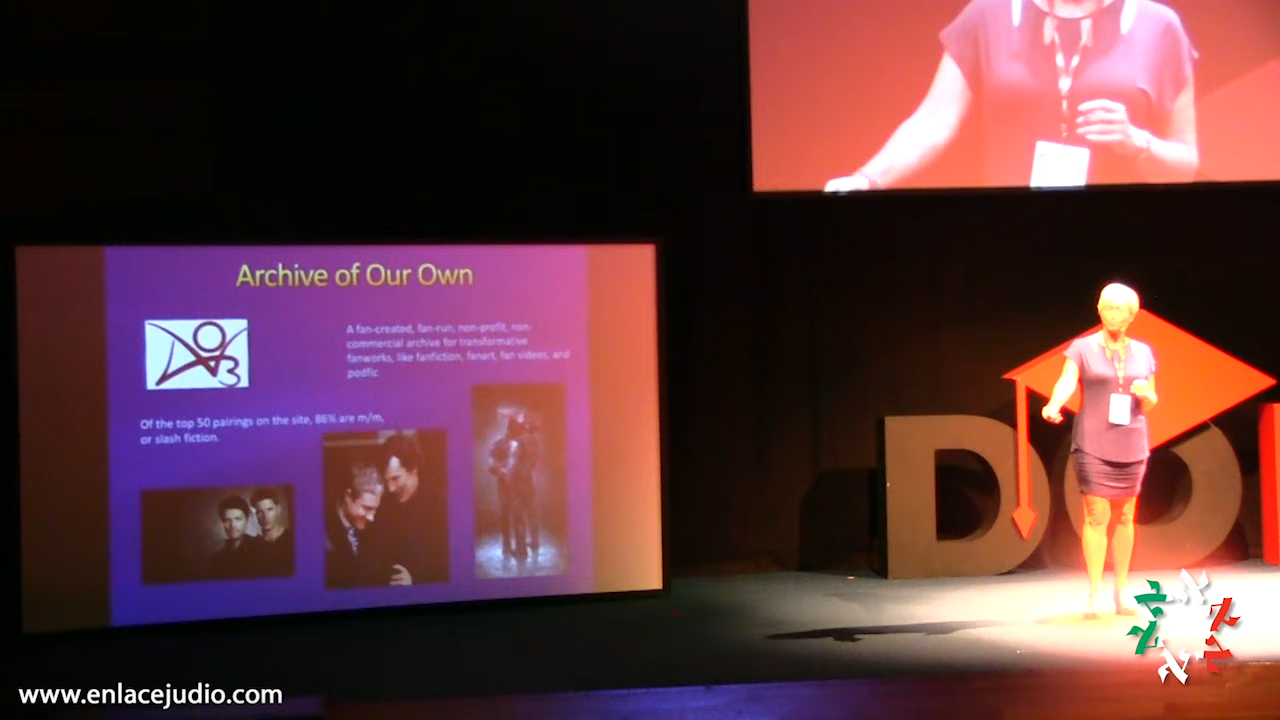 Archive of Our Own
A fan-created, fan-run, non-profit, non-
commercial archive for transformative
fanworks, like fanfiction, fanart, fan videos, and
podfic
AO3
Of the top 50 pairings on the site, 86% are m/m,
or slash fiction.
DO
www.enlacejudio.com